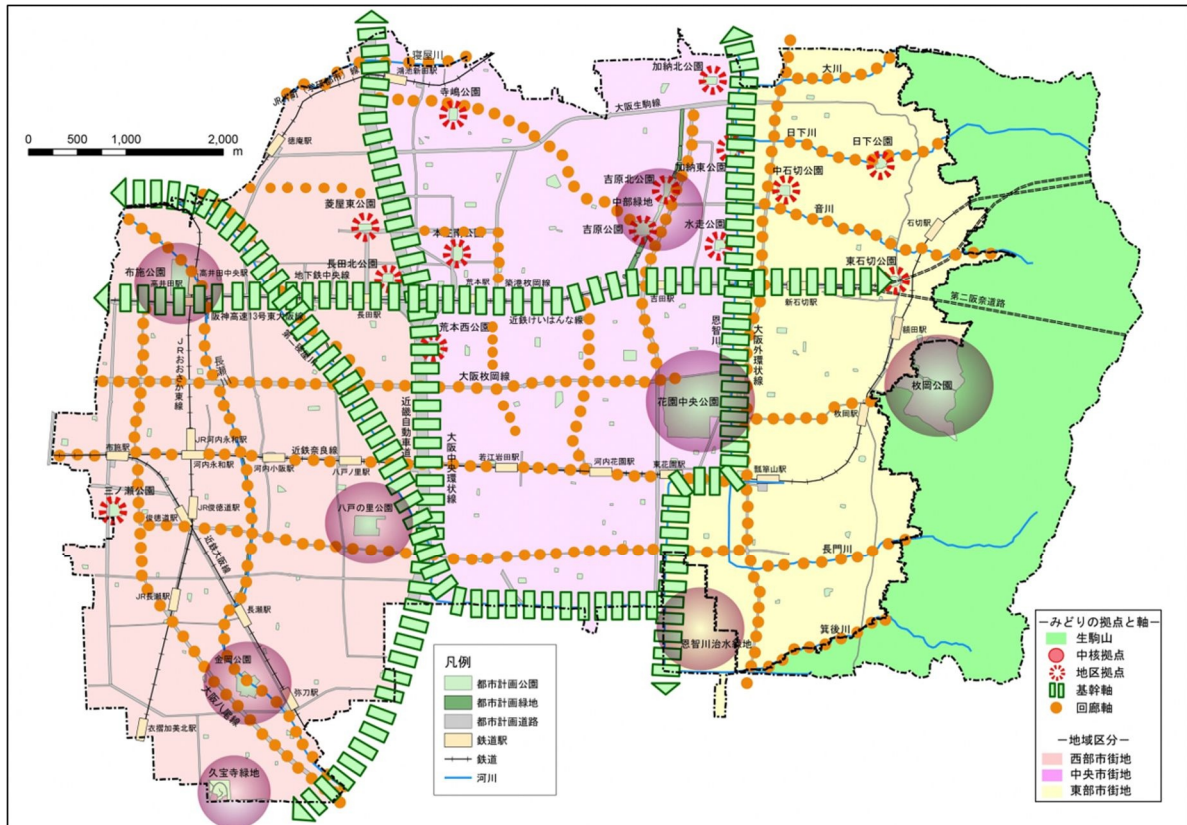 寝屋川
鴻池新田駅
加納北公園
大川
寺嶋公園
大阪生駒線
0 1,000 2,000
m
徳庵駅
日下川
日下公園
加納東公園
吉原北公園
中石切公園
菱屋東公園
中部緑地
音川
石切駅
吉原公園
水走公園
布施公園
高井田中央駅
長田北公園
東石切公園
高井田駅
地下鉄中央線
荒本駅
築港枚岡線
吉田駅
新石切駅
第二阪奈道路
阪神高速13号東大阪線
長田駅
近鉄けいはんな線
恩智川
大阪外環状線
荒本西公園
額田駅
JRおおさか東線
大阪枚岡線
花園中央公園
枚岡公園
枚岡駅
近畿自動車道
大阪中央環状線
JR河内永和駅
布施駅
河内永和駅
近鉄奈良線
河内小阪駅
八戸ノ里駅
若江岩田駅
河内花園駅
東花園駅
瓢箪山駅
三ノ瀬公園
JR俊徳道駅
俊徳道駅
八戸の里公園
近鉄大阪線
長門川
JR長瀬駅
長瀬駅
恩智川治水緑地
箕後川
金岡公園
弥刀駅
大阪八尾線
衣摺加美北駅
久宝寺緑地
凡例
都市計画公園
都市計画緑地
都市計画道路
鉄道駅
鉄道
河川
ーみどりの拠点と軸ー
生駒山
中核拠点
地区拠点
基幹軸
回廊軸
ー地域区分ー
西部市街地
中央市街地
東部市街地